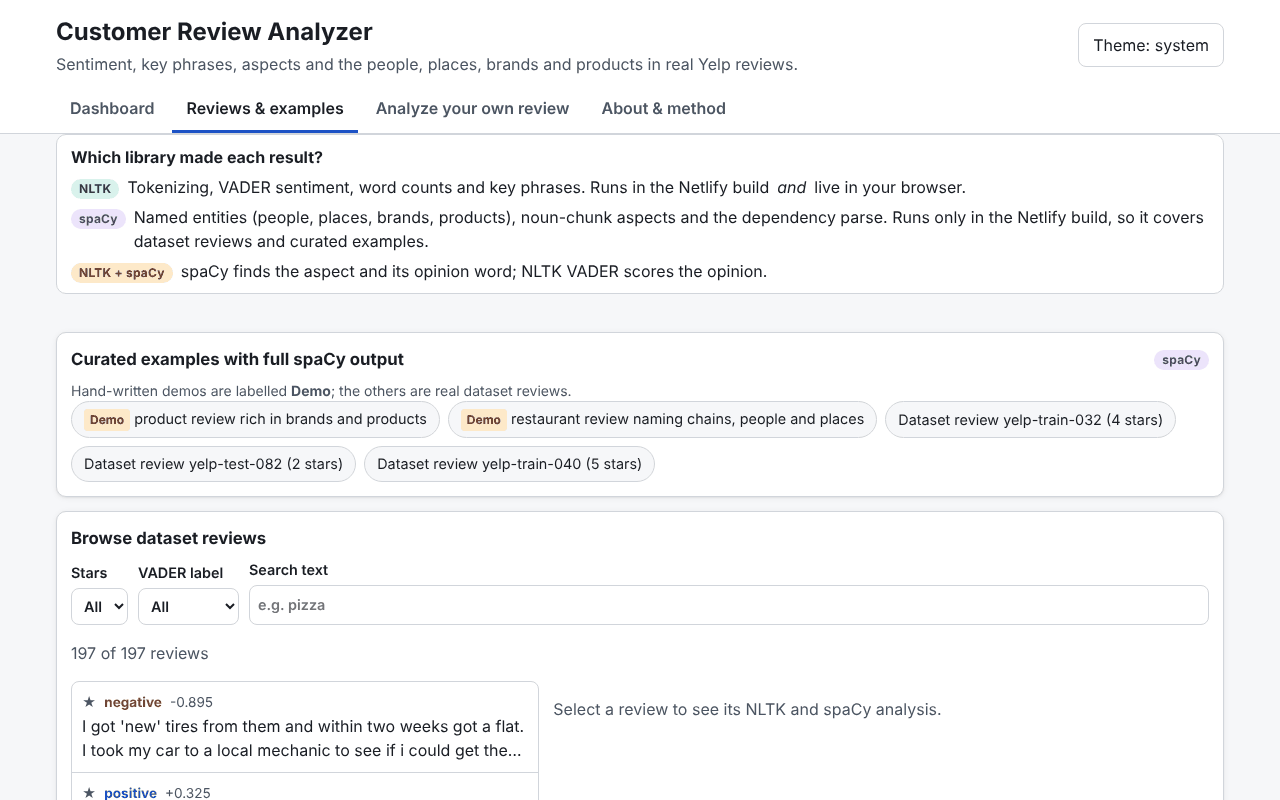 Customer Review Analyzer
Sentiment, key phrases, aspects and the people, places, brands and products in real Yelp reviews.
Theme: system
Dashboard
Reviews & examples
Analyze your own review
About & method
Which library made each result?
NLTK Tokenizing, VADER sentiment, word counts and key phrases. Runs in the Netlify build and live in your browser.
spaCy Named entities (people, places, brands, products), noun-chunk aspects and the dependency parse. Runs only in the Netlify build, so it covers
dataset reviews and curated examples.
NLTK + spaCy spaCy finds the aspect and its opinion word; NLTK VADER scores the opinion.
Curated examples with full spaCy output
spaCy
Hand-written demos are labelled Demo; the others are real dataset reviews.
Demo product review rich in brands and products
Demo restaurant review naming chains, people and places
Dataset review yelp-train-032 (4 stars)
Dataset review yelp-test-082 (2 stars)
Dataset review yelp-train-040 (5 stars)
Browse dataset reviews
Stars
VADER label
Search text
All
All
e.g. pizza
197 of 197 reviews
★ negative -0.895
I got 'new' tires from them and within two weeks got a flat.
I took my car to a local mechanic to see if i could get the...
Select a review to see its NLTK and spaCy analysis.
★ positive +0.325